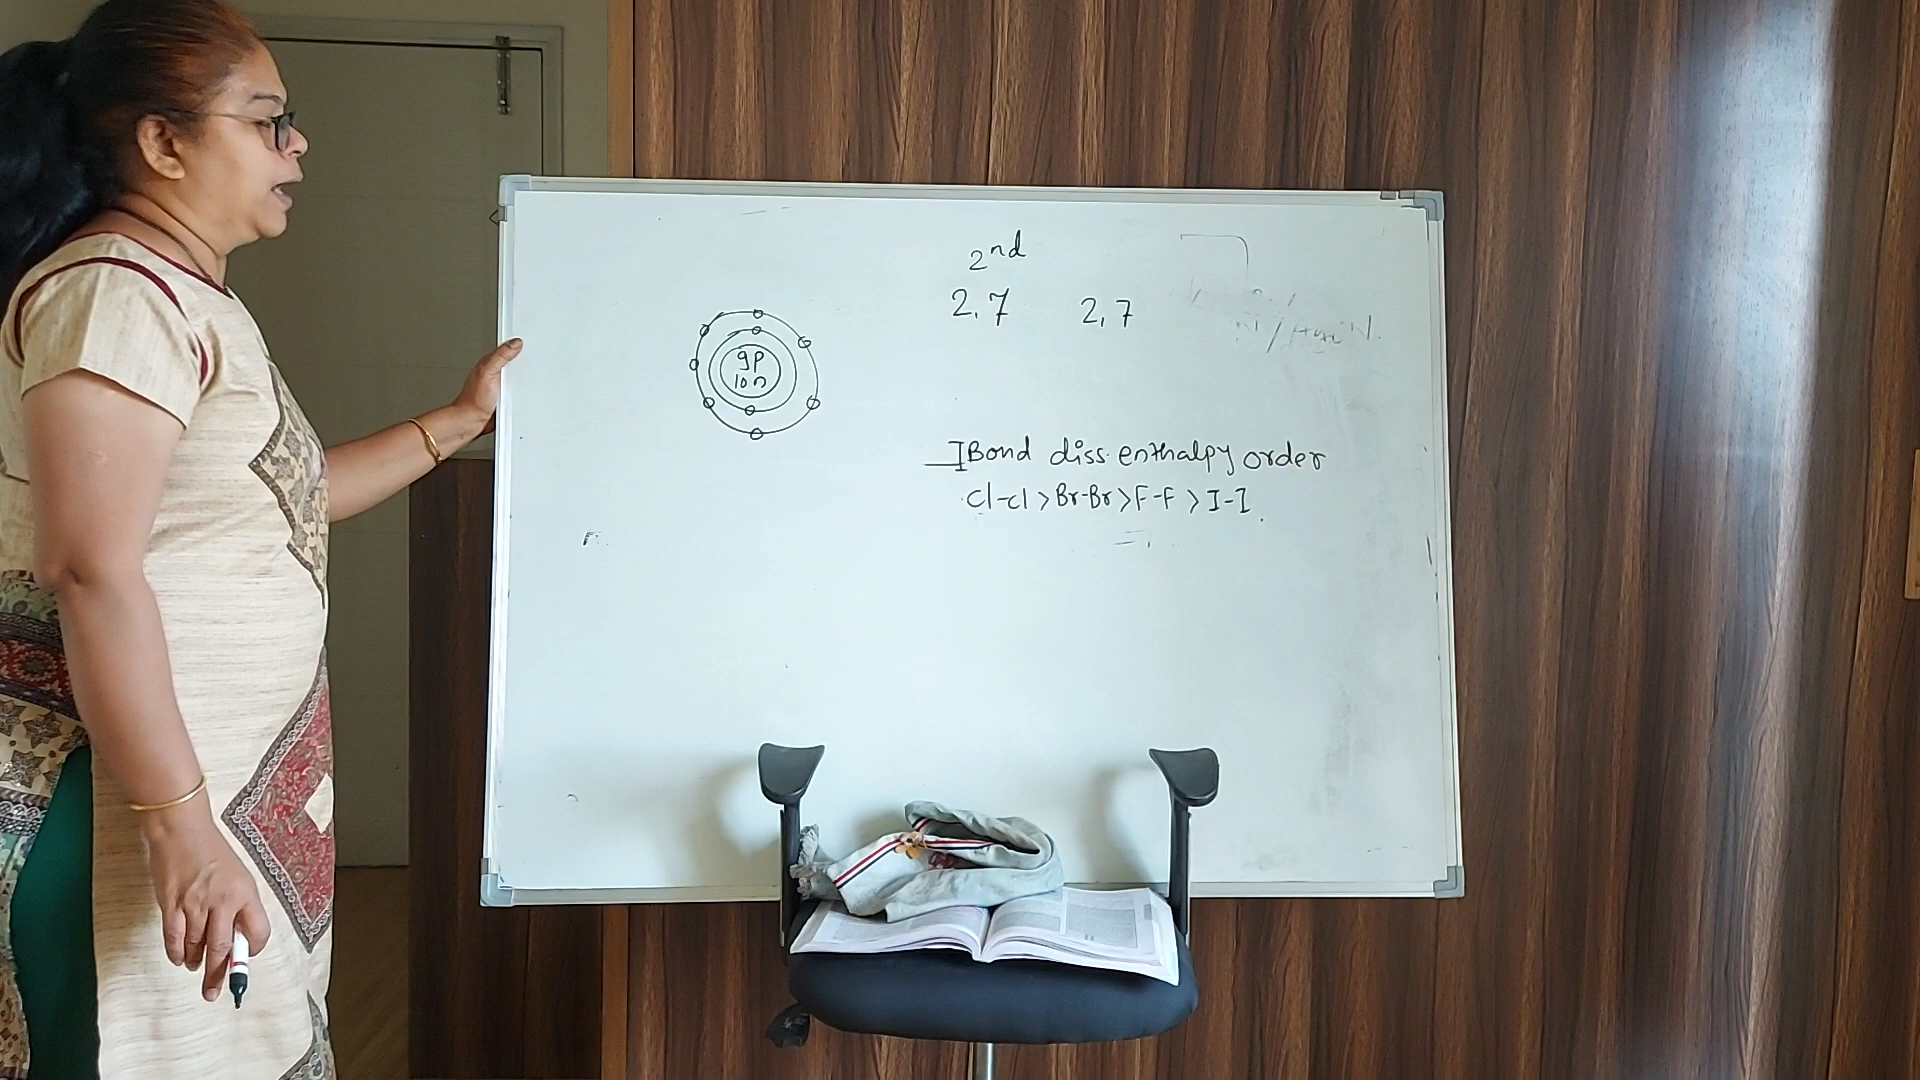 2nd
2,7 2,7
9p
10n
Bond diss. enthalpy order
Cl-Cl > Br-Br > F-F > I-I.